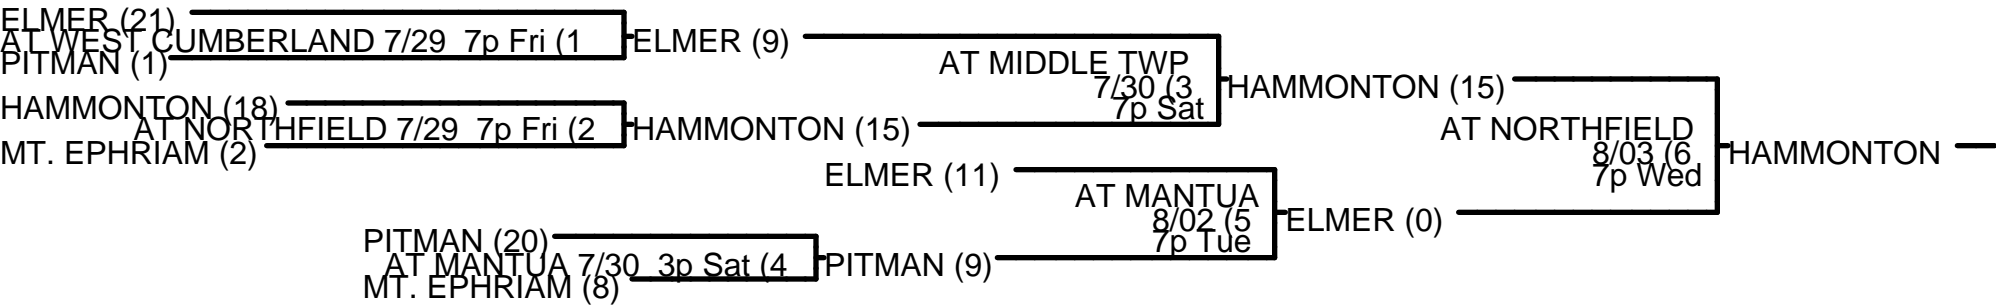 ELMER (21)
AT WEST CUMBERLAND 7/29 7p Fri (1
PITMAN (1)
ELMER (9)
AT MIDDLE TWP
7/30 (3
7p Sat
HAMMONTON (18)
AT NORTHFIELD 7/29 7p Fri (2
MT. EPHRIAM (2)
HAMMONTON (15)
HAMMONTON (15)
AT NORTHFIELD
8/03 (6
7p Wed
HAMMONTON
ELMER (11)
AT MANTUA
8/02 (5
7p Tue
ELMER (0)
PITMAN (20)
AT MANTUA 7/30 3p Sat (4
MT. EPHRIAM (8)
PITMAN (9)